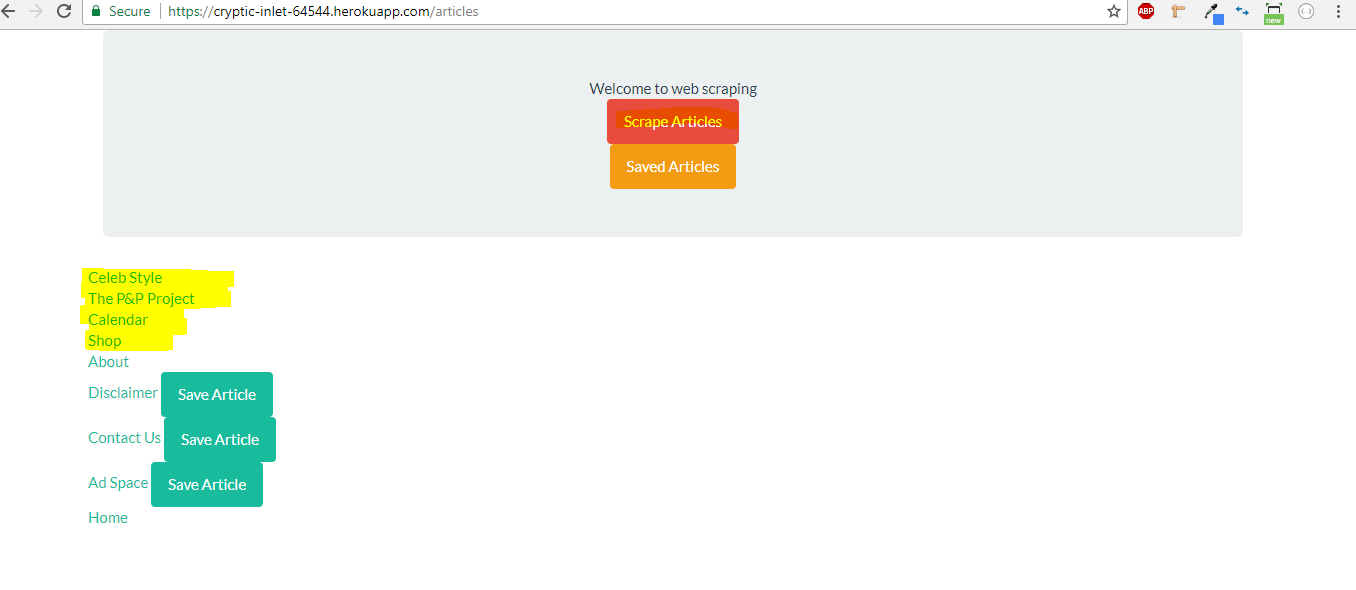 Secure https://cryptic-inlet-64544.herokuapp.com/articles ABP new
Welcome to web scraping
Scrape Articles
Saved Articles
Celeb Style
The P&P Project
Calendar
Shop
About
Disclaimer Save Article
Contact Us Save Article
Ad Space Save Article
Home